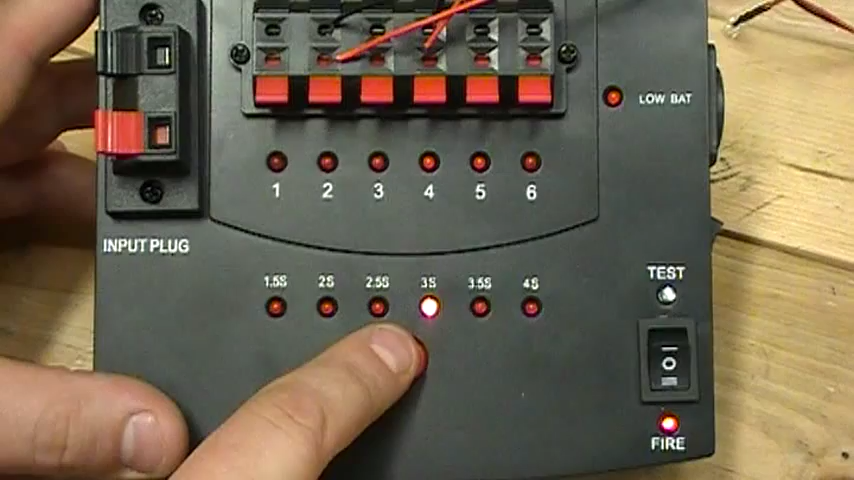 LOW BAT
1 2 3 4 5 6
INPUT PLUG
1.5S 2S 2.5S 3S 3.5S 4S
TEST
FIRE